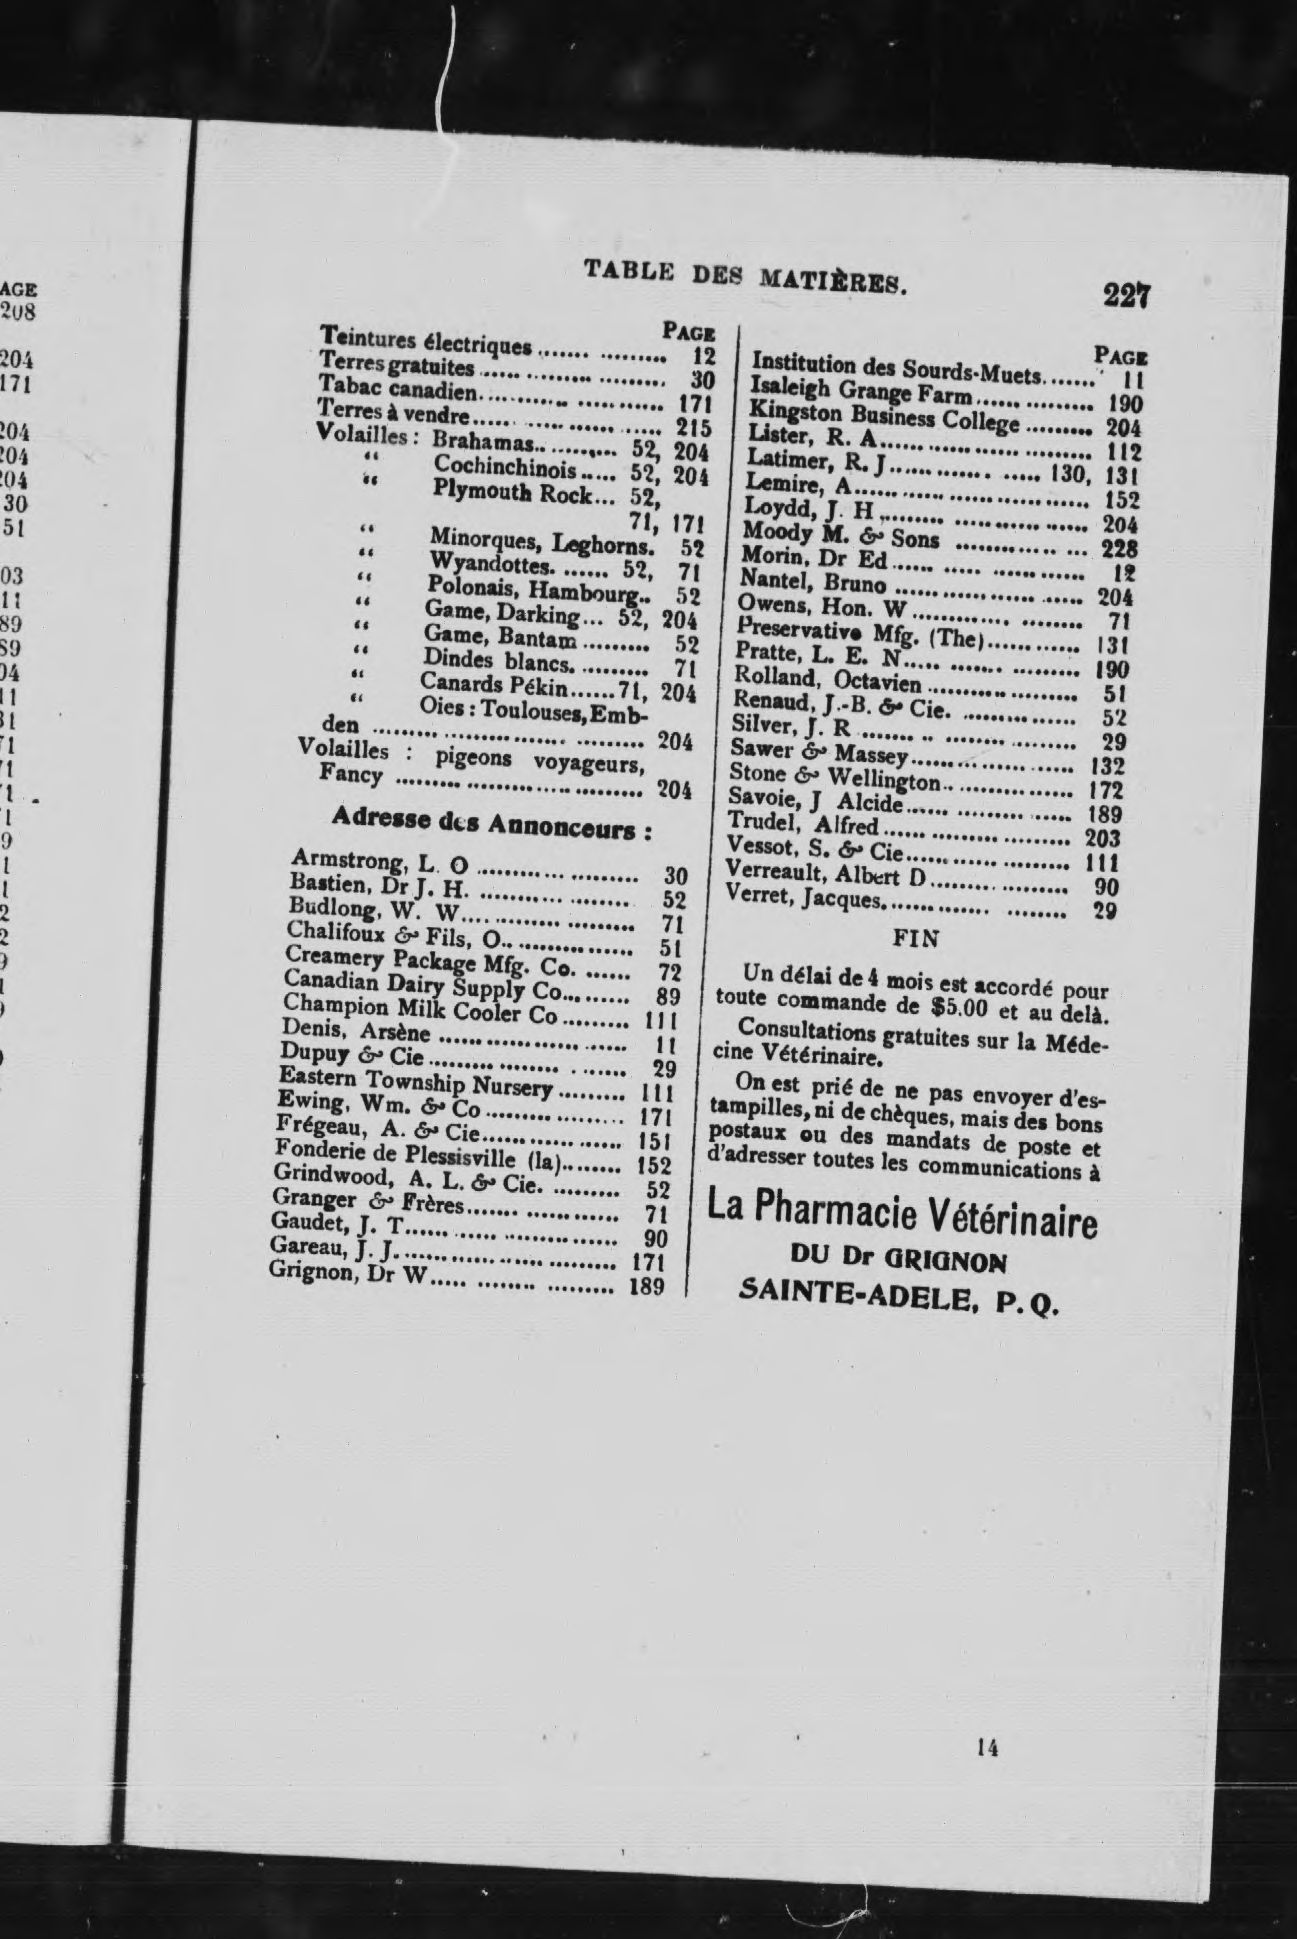 AGE
208
204
171
204
204
204
30
51
03
11
89
TABLE DES MATIÈRES.
227
PAGE
Teintures électriques ................ 12
Terres gratuites ........................ 30
Tabac canadien........................ 171
Terres à vendre........................ 215
Volailles : Brahamas............ 52, 204
“ Cochinchinois..... 52, 204
“ Plymouth Rock... 52,
71, 171
“ Minorques, Leghorns. 52
“ Wyandottes. ....... 52, 71
“ Polonais, Hambourg.. 52
“ Game, Darking... 52, 204
“ Game, Bantam ......... 52
“ Dindes blancs. .......... 71
“ Canards Pékin......71, 204
“ Oies : Toulouses, Emb-
den .............................. 204
Volailles : pigeons voyageurs,
Fancy .............................. 204
Adresse des Annonceurs :
Armstrong, L. O ..................... 30
Bastien, Dr J. H. .................... 52
Budlong, W. W...................... 71
Chalifoux & Fils, O................. 51
Creamery Package Mfg. Co. ...... 72
Canadian Dairy Supply Co......... 89
Champion Milk Cooler Co ......... 111
Denis, Arsène ........................ 11
Dupuy & Cie ........................ 29
Eastern Township Nursery ......... 111
Ewing, Wm. & Co .................. 171
Frégeau, A. & Cie.................. 151
Fonderie de Plessisville (la)......... 152
Grindwood, A. L. & Cie. .......... 52
Granger & Frères.................... 71
Gaudet, J. T........................... 90
Gareau, J. J........................... 171
Grignon, Dr W........................ 189
PAGE
Institution des Sourds-Muets....... 11
Isaleigh Grange Farm............... 190
Kingston Business College ......... 204
Lister, R. A........................... 112
Latimer, R. J.................... 130, 131
Lemire, A.............................. 152
Loydd, J. H ........................... 204
Moody M. & Sons .................. 228
Morin, Dr Ed ........................ 12
Nantel, Bruno ........................ 204
Owens, Hon. W ..................... 71
Preservative Mfg. (The)............ 131
Pratte, L. E. N........................ 190
Rolland, Octavien .................... 51
Renaud, J.-B. & Cie. ............... 52
Silver, J. R ........................... 29
Sawer & Massey..................... 132
Stone & Wellington.................. 172
Savoie, J Alcide..................... 189
Trudel, Alfred ........................ 203
Vessot, S. & Cie..................... 111
Verreault, Albert D .................. 90
Verret, Jacques........................ 29
FIN
Un délai de 4 mois est accordé pour
toute commande de $5.00 et au delà.
Consultations gratuites sur la Méde-
cine Vétérinaire.
On est prié de ne pas envoyer d'es-
tampilles, ni de chèques, mais des bons
postaux ou des mandats de poste et
d'adresser toutes les communications à
La Pharmacie Vétérinaire
DU Dr GRIGNON
SAINTE-ADELE, P. Q.
14